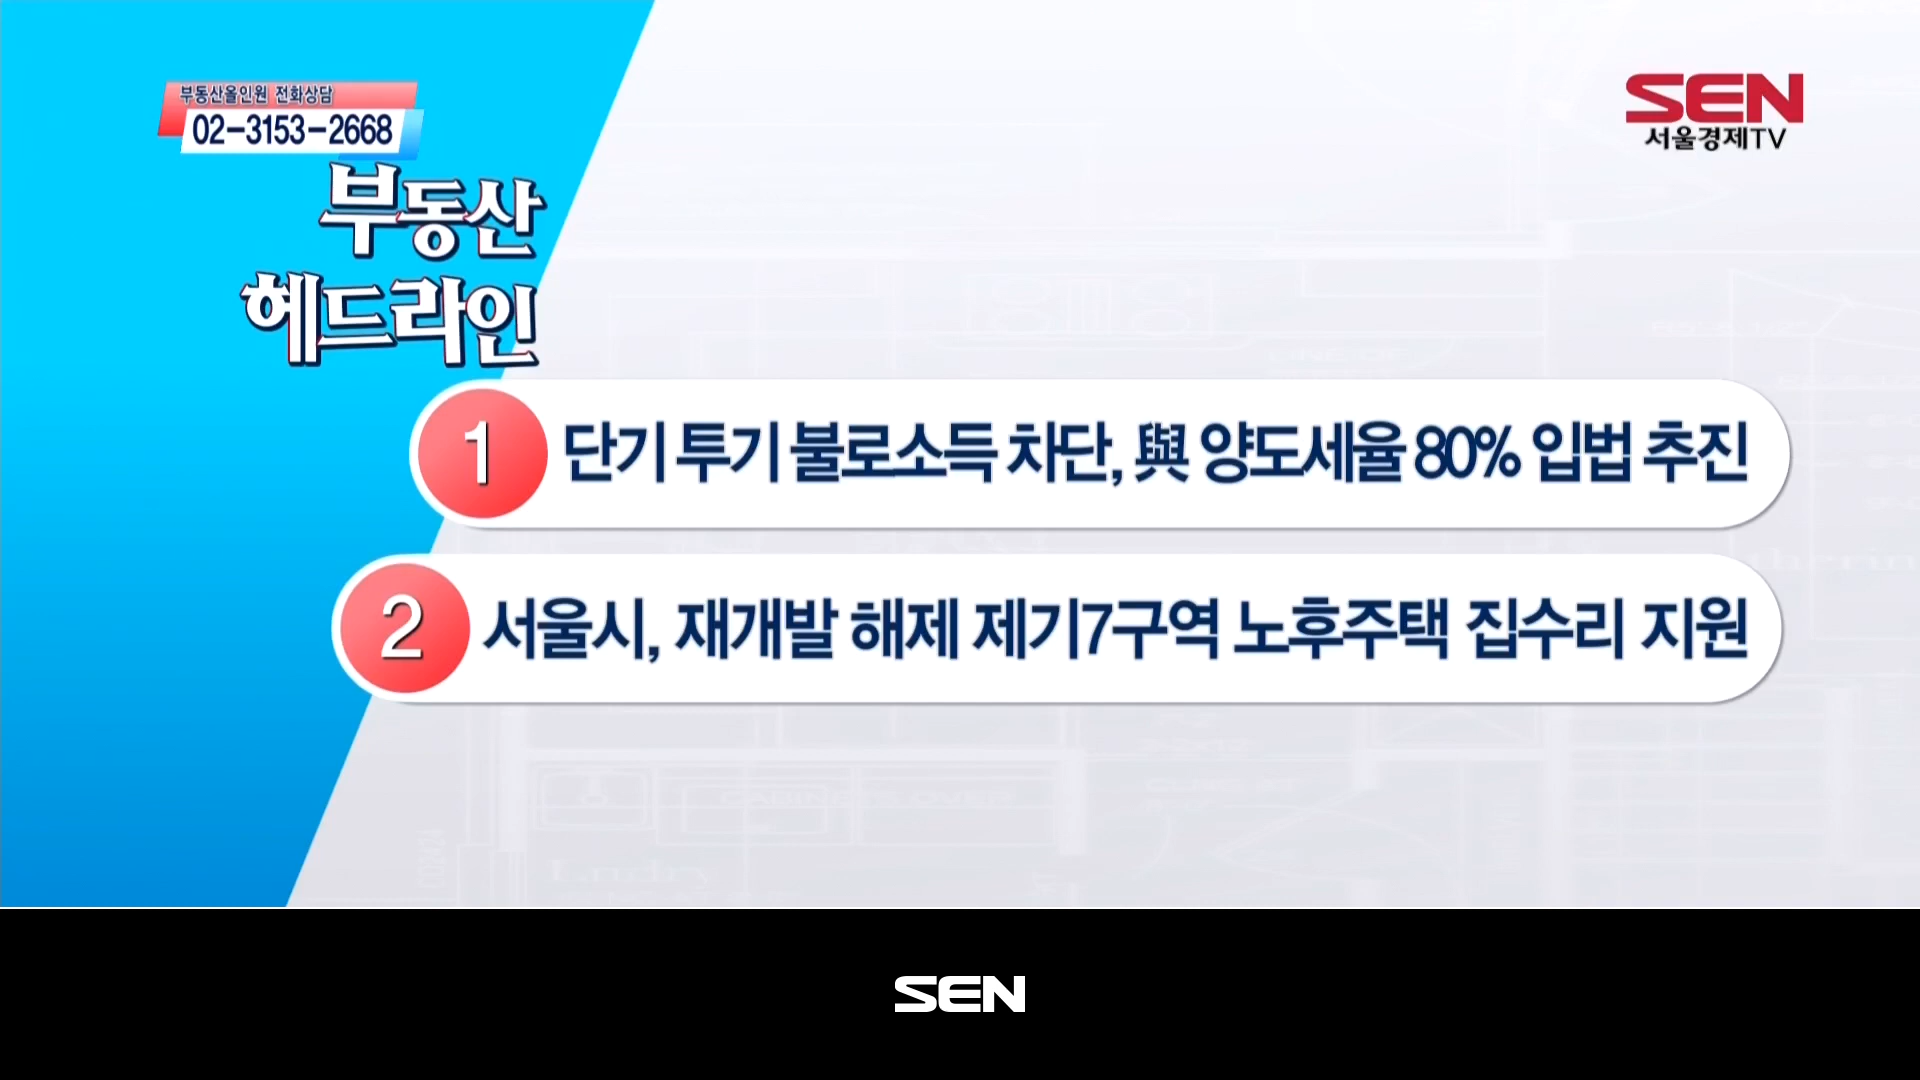 부동산올인원 전화상담
02-3153-2668
SEN
서울경제TV
부동산
헤드라인
1 단기 투기 불로소득 차단, 與 양도세율 80% 입법 추진
2 서울시, 재개발 해제 제기7구역 노후주택 집수리 지원
SEN